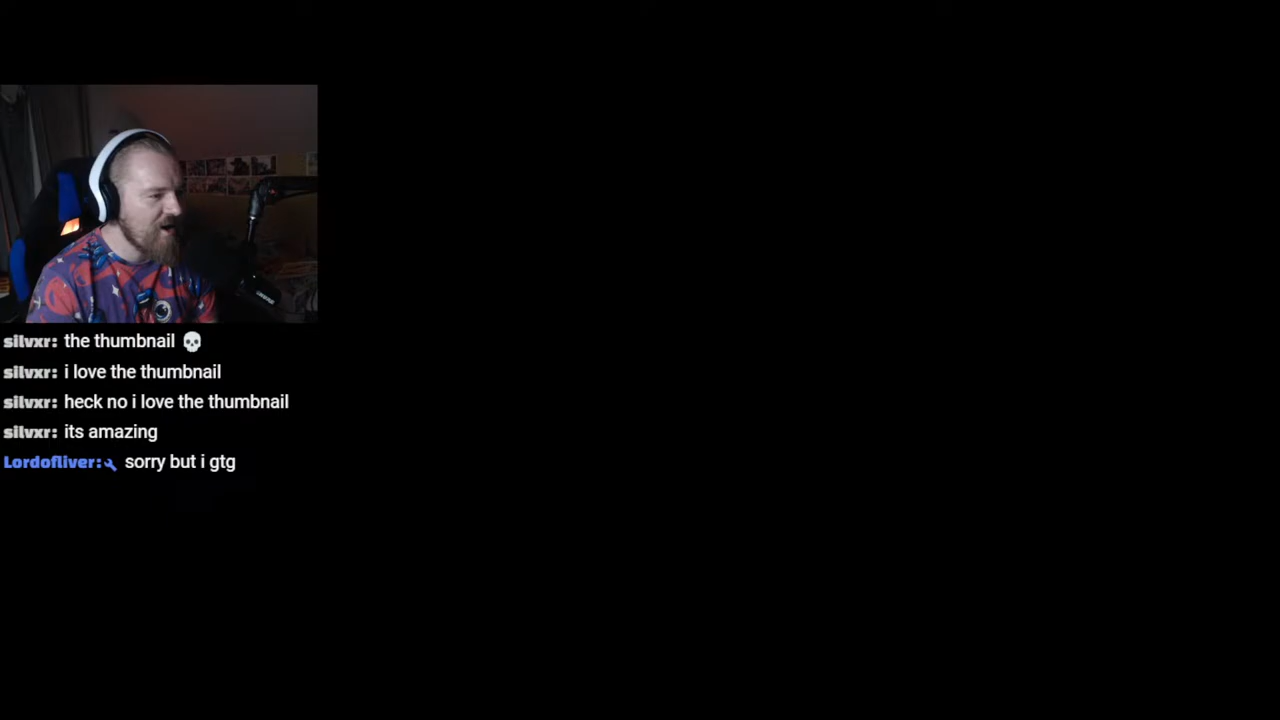 silvxr: the thumbnail 💀
silvxr: i love the thumbnail
silvxr: heck no i love the thumbnail
silvxr: its amazing
Lordofliver: sorry but i gtg